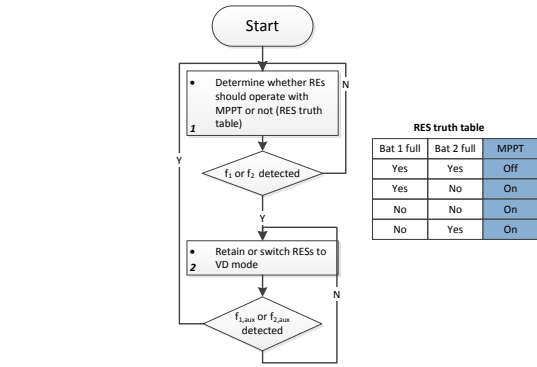 Start
• Determine whether REs
should operate with
MPPT or not (RES truth
table)
1
N
f1 or f2 detected
Y
Y
• Retain or switch RESs to
VD mode
2
N
f1,aux or f2,aux
detected
RES truth table
Bat 1 full Bat 2 full MPPT
Yes Yes Off
Yes No On
No No On
No Yes On